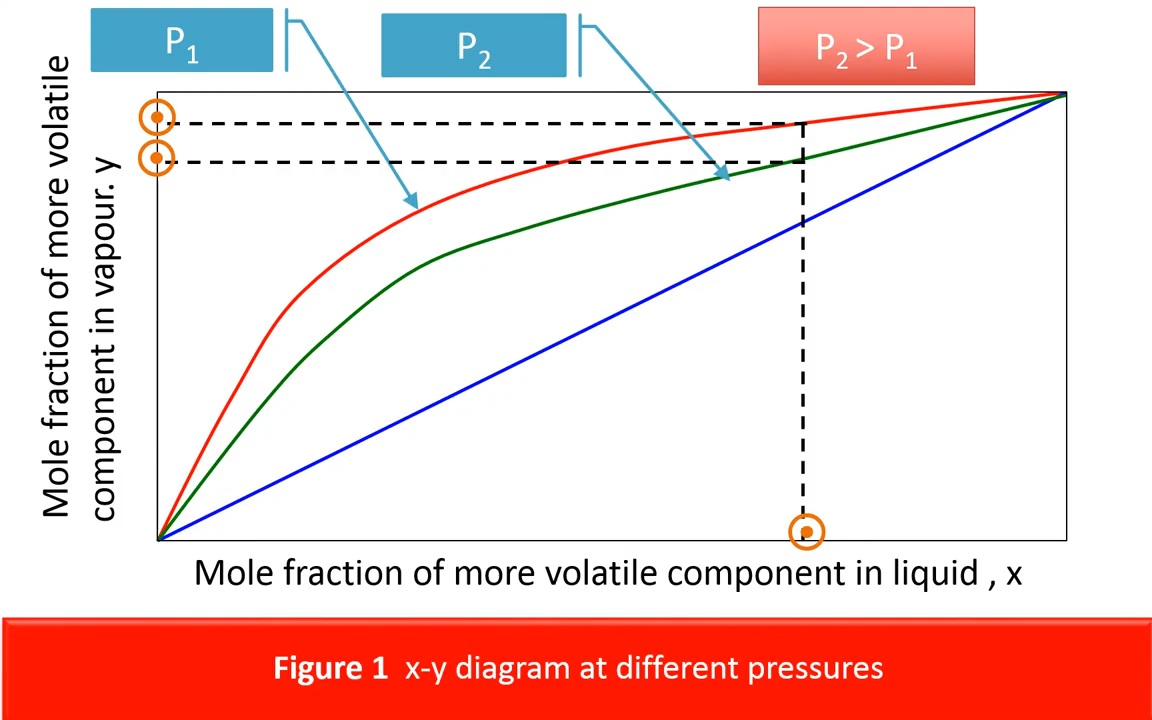 P1
P2
P2 > P1
Mole fraction of more volatile
component in vapour. y
Mole fraction of more volatile component in liquid , x
Figure 1 x-y diagram at different pressures